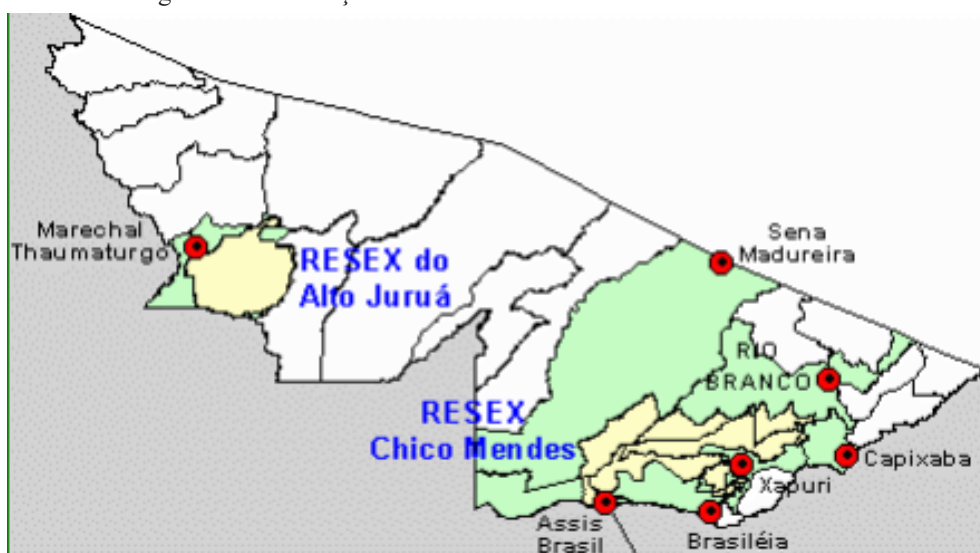 Marechal
Thaumaturgo
RESEX do
Alto Juruá
Sena
Madureira
RIO
BRANCO
RESEX
Chico Mendes
Capixaba
Xapuri
Assis
Brasil
Brasiléia